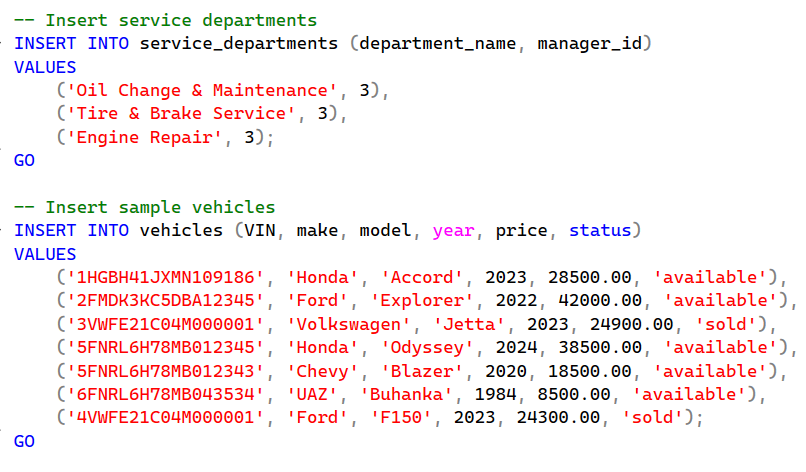 -- Insert service departments
INSERT INTO service_departments (department_name, manager_id)
VALUES
    ('Oil Change & Maintenance', 3),
    ('Tire & Brake Service', 3),
    ('Engine Repair', 3);
GO

-- Insert sample vehicles
INSERT INTO vehicles (VIN, make, model, year, price, status)
VALUES
    ('1HGBH41JXMN109186', 'Honda', 'Accord', 2023, 28500.00, 'available'),
    ('2FMDK3KC5DBA12345', 'Ford', 'Explorer', 2022, 42000.00, 'available'),
    ('3VWFE21C04M000001', 'Volkswagen', 'Jetta', 2023, 24900.00, 'sold'),
    ('5FNRL6H78MB012345', 'Honda', 'Odyssey', 2024, 38500.00, 'available'),
    ('5FNRL6H78MB012343', 'Chevy', 'Blazer', 2020, 18500.00, 'available'),
    ('6FNRL6H78MB043534', 'UAZ', 'Buhanka', 1984, 8500.00, 'available'),
    ('4VWFE21C04M000001', 'Ford', 'F150', 2023, 24300.00, 'sold');
GO